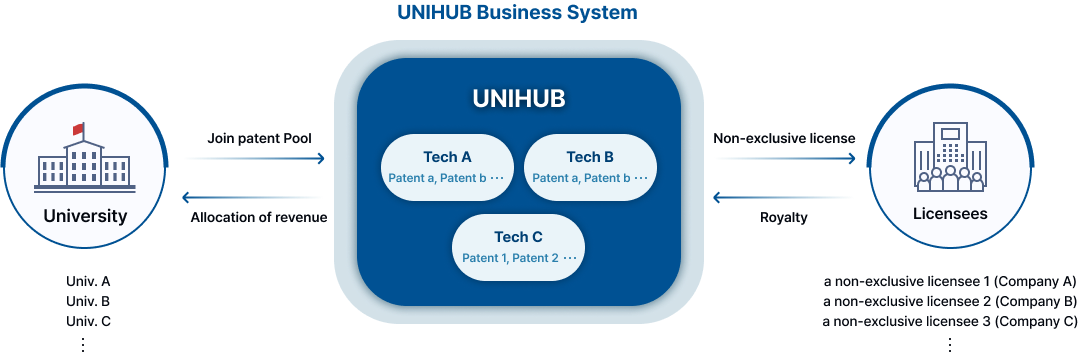 UNIHUB Business System
UNIHUB
Join patent Pool
Allocation of revenue
University
Univ. A
Univ. B
Univ. C
⋮
Tech A
Patent a, Patent b ⋯
Tech B
Patent a, Patent b ⋯
Tech C
Patent 1, Patent 2 ⋯
Non-exclusive license
Royalty
Licensees
a non-exclusive licensee 1 (Company A)
a non-exclusive licensee 2 (Company B)
a non-exclusive licensee 3 (Company C)
⋮